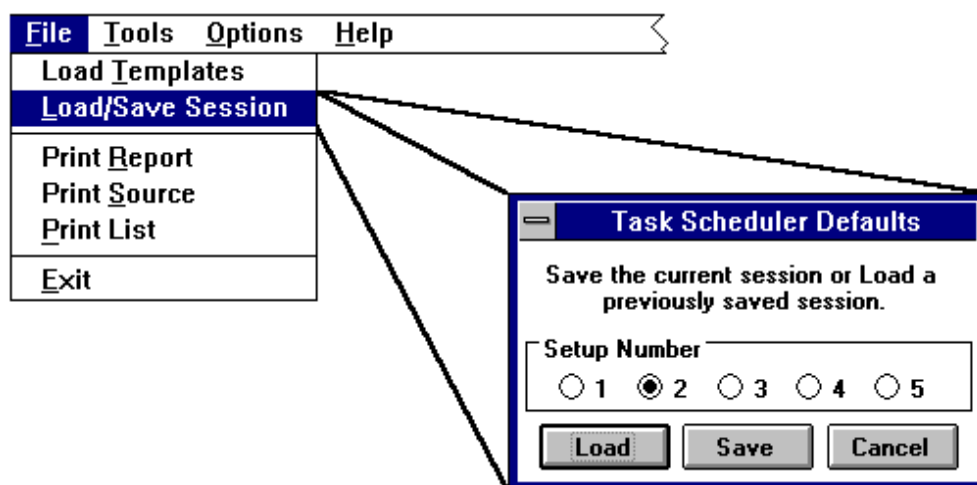 File Tools Options Help
Load Templates
Load/Save Session
Print Report
Print Source
Print List
Exit
Task Scheduler Defaults
Save the current session or Load a
previously saved session.
Setup Number
1 2 3 4 5
Load Save Cancel